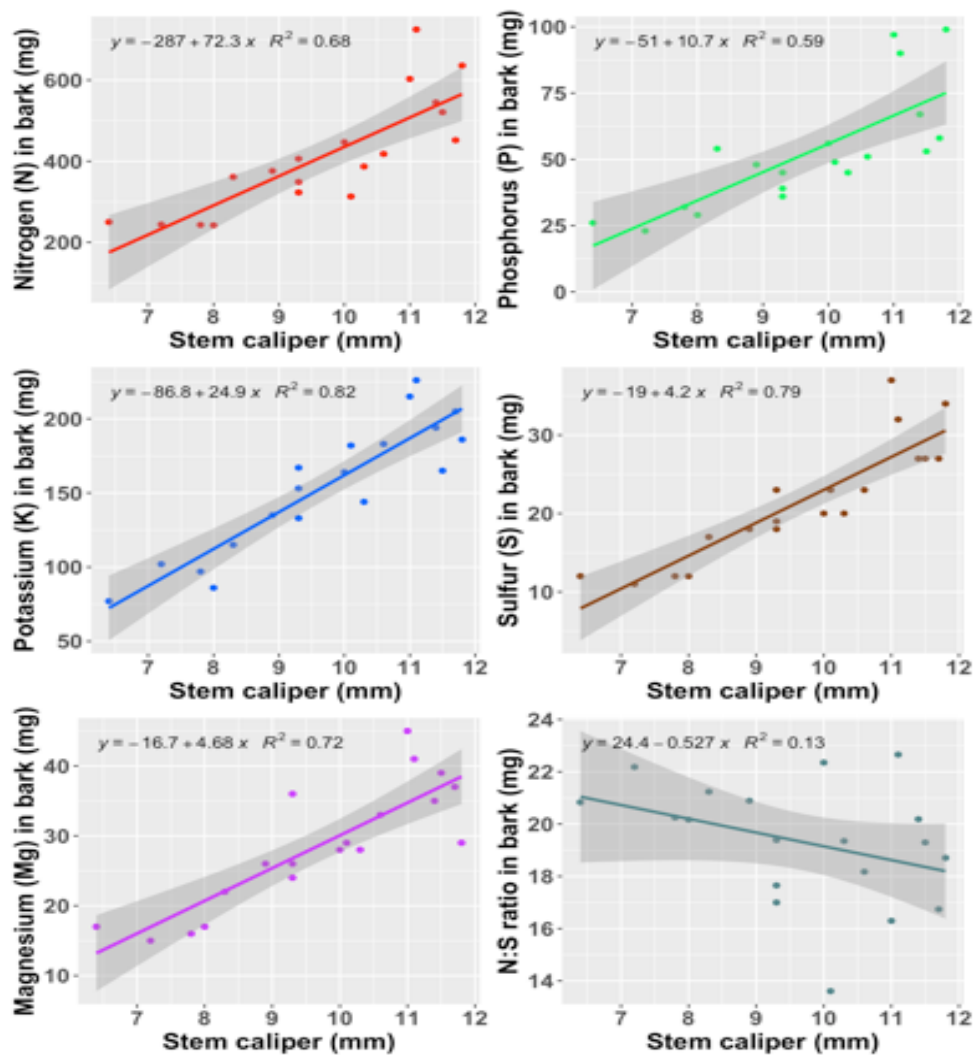 Nitrogen (N) in bark (mg)
y = −287 + 72.3 x R² = 0.68
600
400
200
7 8 9 10 11 12
Stem caliper (mm)
Phosphorus (P) in bark (mg)
y = −51 + 10.7 x R² = 0.59
100
75
50
25
0
7 8 9 10 11 12
Stem caliper (mm)
Potassium (K) in bark (mg)
y = −86.8 + 24.9 x R² = 0.82
200
150
100
50
7 8 9 10 11 12
Stem caliper (mm)
Sulfur (S) in bark (mg)
y = −19 + 4.2 x R² = 0.79
30
20
10
7 8 9 10 11 12
Stem caliper (mm)
Magnesium (Mg) in bark (mg)
y = −16.7 + 4.68 x R² = 0.72
40
30
20
10
7 8 9 10 11 12
Stem caliper (mm)
N:S ratio in bark (mg)
y = 24.4 − 0.527 x R² = 0.13
24
22
20
18
16
14
7 8 9 10 11 12
Stem caliper (mm)